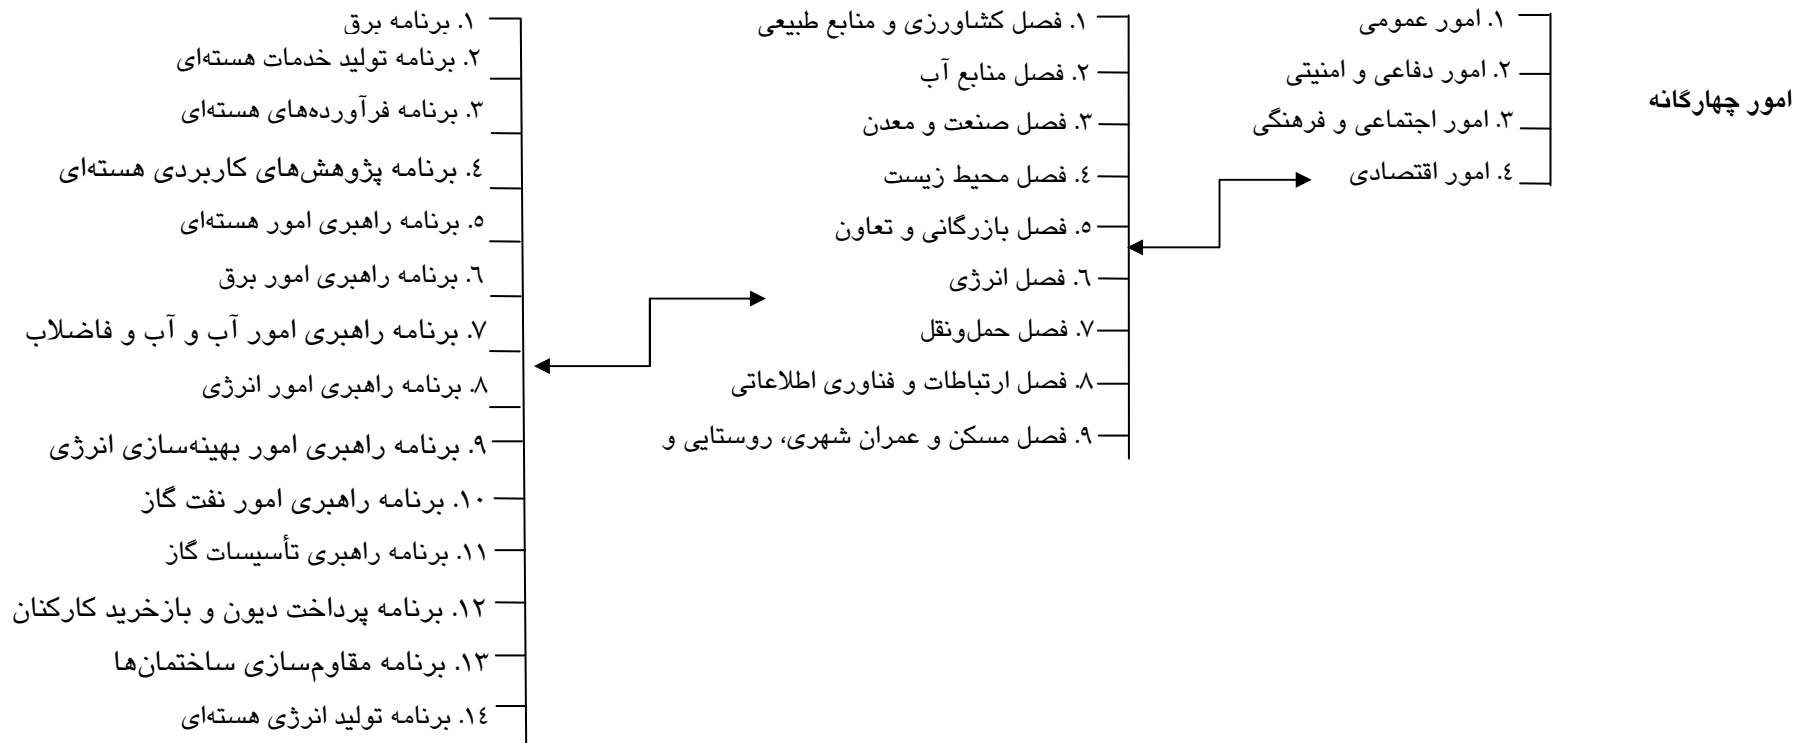 امور چهارگانه
۱. امور عمومی
۲. امور دفاعی و امنیتی
۳. امور اجتماعی و فرهنگی
٤. امور اقتصادی
۱. فصل کشاورزی و منابع طبیعی
۲. فصل منابع آب
۳. فصل صنعت و معدن
٤. فصل محیط زیست
٥. فصل بازرگانی و تعاون
٦. فصل انرژی
۷. فصل حمل‌ونقل
۸. فصل ارتباطات و فناوری اطلاعاتی
۹. فصل مسکن و عمران شهری، روستایی و
۱. برنامه برق
۲. برنامه تولید خدمات هسته‌ای
۳. برنامه فرآورده‌های هسته‌ای
٤. برنامه پژوهش‌های کاربردی هسته‌ای
٥. برنامه راهبری امور هسته‌ای
٦. برنامه راهبری امور برق
۷. برنامه راهبری امور آب و آب و فاضلاب
۸. برنامه راهبری امور انرژی
۹. برنامه راهبری امور بهینه‌سازی انرژی
۱۰. برنامه راهبری امور نفت گاز
۱۱. برنامه راهبری تأسیسات گاز
۱۲. برنامه پرداخت دیون و بازخرید کارکنان
۱۳. برنامه مقاوم‌سازی ساختمان‌ها
۱٤. برنامه تولید انرژی هسته‌ای